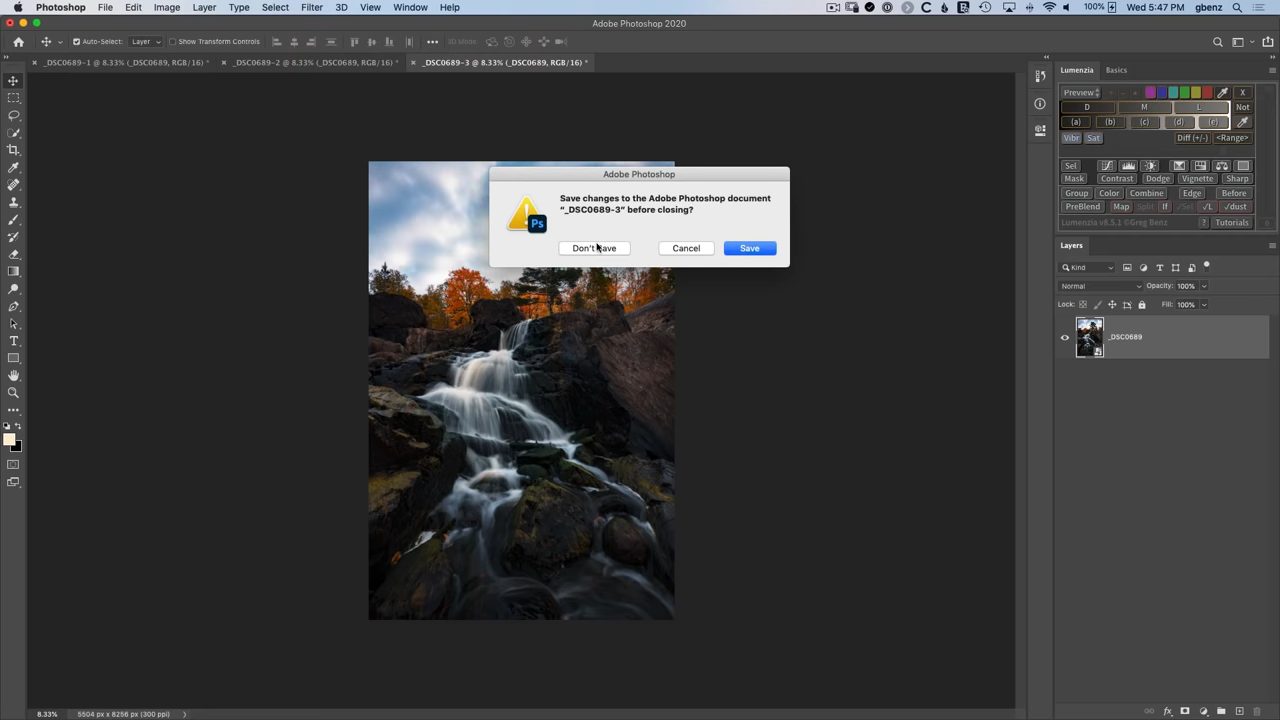 Photoshop File Edit Image Layer Type Select Filter 3D View Window Help 100% Wed 5:47 PM gbenz
Adobe Photoshop 2020
Auto-Select: Layer Show Transform Controls 3D Mode:
_DSC0689-1 @ 8.33% (_DSC0689, RGB/16) * _DSC0689-2 @ 8.33% (_DSC0689, RGB/16) * _DSC0689-3 @ 8.33% (_DSC0689, RGB/16) *
Lumenzia Basics
Preview X
D M L Not
(a) (b) (c) (d) (e)
Vibr Sat Diff (+/-) <Range>
Sel
Mask Contrast Dodge Vignette Sharp
Group Color Combine Edge Before
PreBlend Map Split If √Sel √L √dust
Lumenzia v8.5.1 ©Greg Benz ? Tutorials
Adobe Photoshop
Save changes to the Adobe Photoshop document
“_DSC0689-3” before closing?
Ps
Cancel Save
Layers
Kind
Normal Opacity: 100%
Lock: Fill: 100%
_DSC0689
8.33% 5504 px x 8256 px (300 ppi)